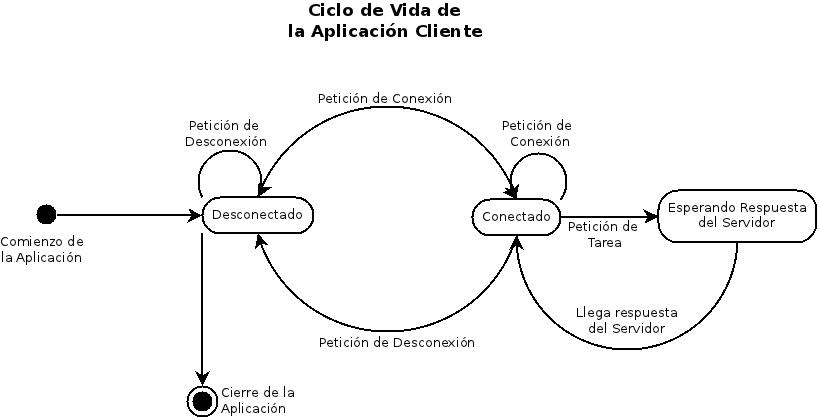 Ciclo de Vida de
la Aplicación Cliente
Petición de Conexión
Petición de
Desconexión
Petición de
Conexión
Desconectado
Conectado
Esperando Respuesta
del Servidor
Petición de
Tarea
Comienzo de
la Aplicación
Llega respuesta
del Servidor
Petición de Desconexión
Cierre de la
Aplicación